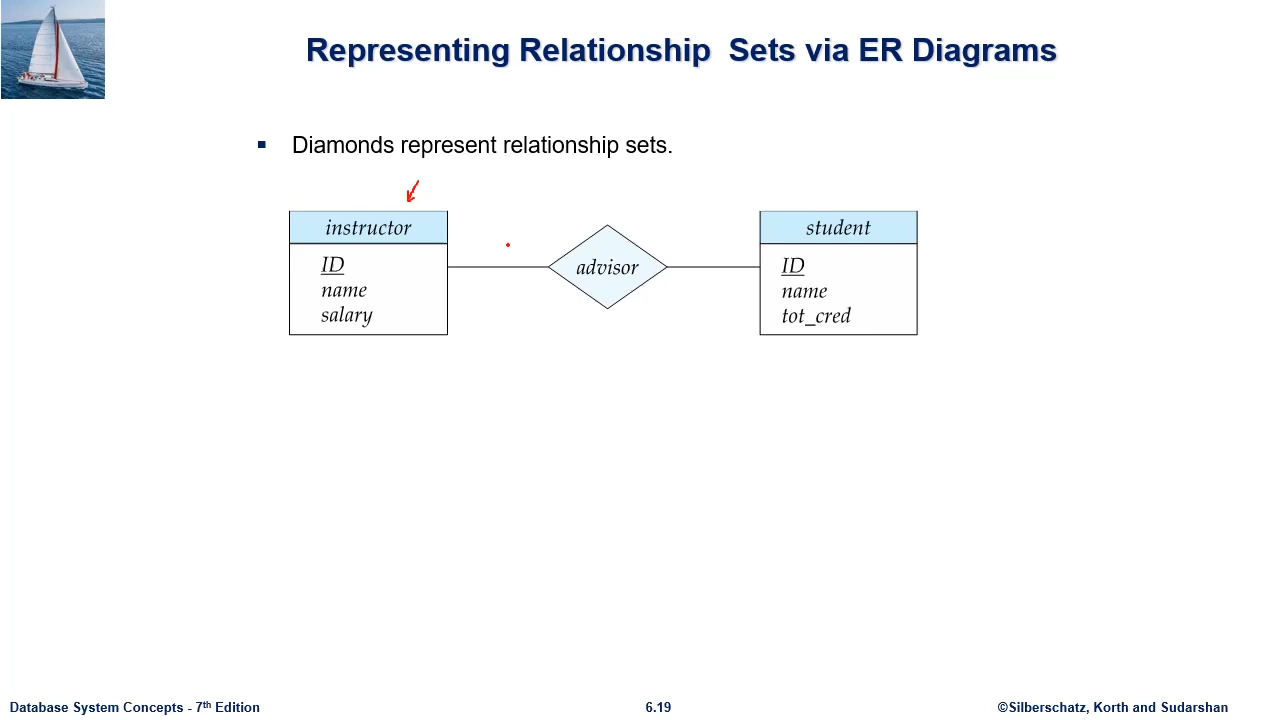 Representing Relationship Sets via ER Diagrams
Diamonds represent relationship sets.
instructor
ID
name
salary
advisor
student
ID
name
tot_cred
Database System Concepts - 7th Edition
6.19
©Silberschatz, Korth and Sudarshan